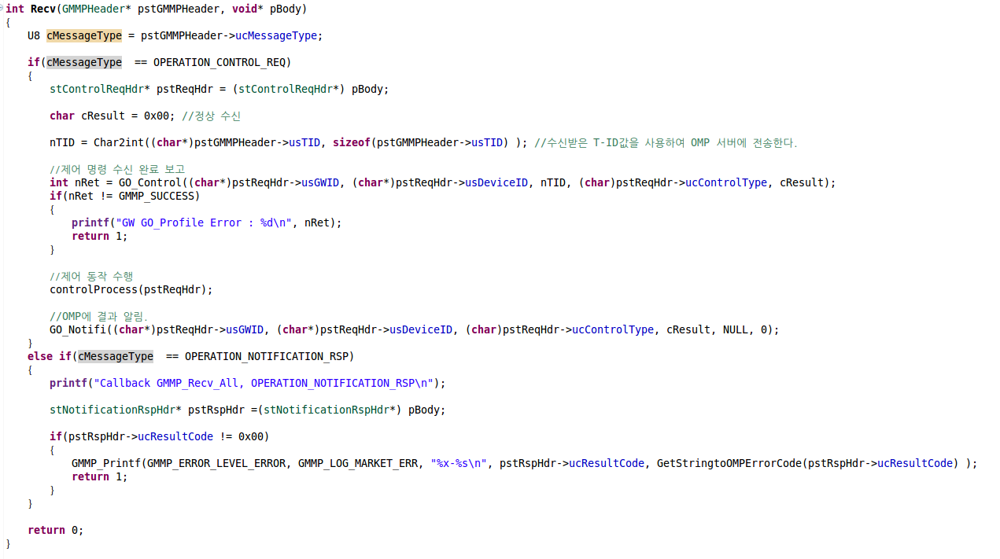 int Recv(GMMPHeader* pstGMMPHeader, void* pBody)
{
U8 cMessageType = pstGMMPHeader->ucMessageType;
if(cMessageType  == OPERATION_CONTROL_REQ)
{
stControlReqHdr* pstReqHdr = (stControlReqHdr*) pBody;
char cResult = 0x00; //정상 수신
nTID = Char2int((char*)pstGMMPHeader->usTID, sizeof(pstGMMPHeader->usTID) ); //수신받은 T-ID값을 사용하여 OMP 서버에 전송한다.
//제어 명령 수신 완료 보고
int nRet = GO_Control((char*)pstReqHdr->usGWID, (char*)pstReqHdr->usDeviceID, nTID, (char)pstReqHdr->ucControlType, cResult);
if(nRet != GMMP_SUCCESS)
{
printf("GW GO_Profile Error : %d\n", nRet);
return 1;
}
//제어 동작 수행
controlProcess(pstReqHdr);
//OMP에 결과 알림.
GO_Notifi((char*)pstReqHdr->usGWID, (char*)pstReqHdr->usDeviceID, (char)pstReqHdr->ucControlType, cResult, NULL, 0);
}
else if(cMessageType  == OPERATION_NOTIFICATION_RSP)
{
printf("Callback GMMP_Recv_All, OPERATION_NOTIFICATION_RSP\n");
stNotificationRspHdr* pstRspHdr =(stNotificationRspHdr*) pBody;
if(pstRspHdr->ucResultCode != 0x00)
{
GMMP_Printf(GMMP_ERROR_LEVEL_ERROR, GMMP_LOG_MARKET_ERR, "%x-%s\n", pstRspHdr->ucResultCode, GetStringtoOMPErrorCode(pstRspHdr->ucResultCode) );
return 1;
}
}
return 0;
}